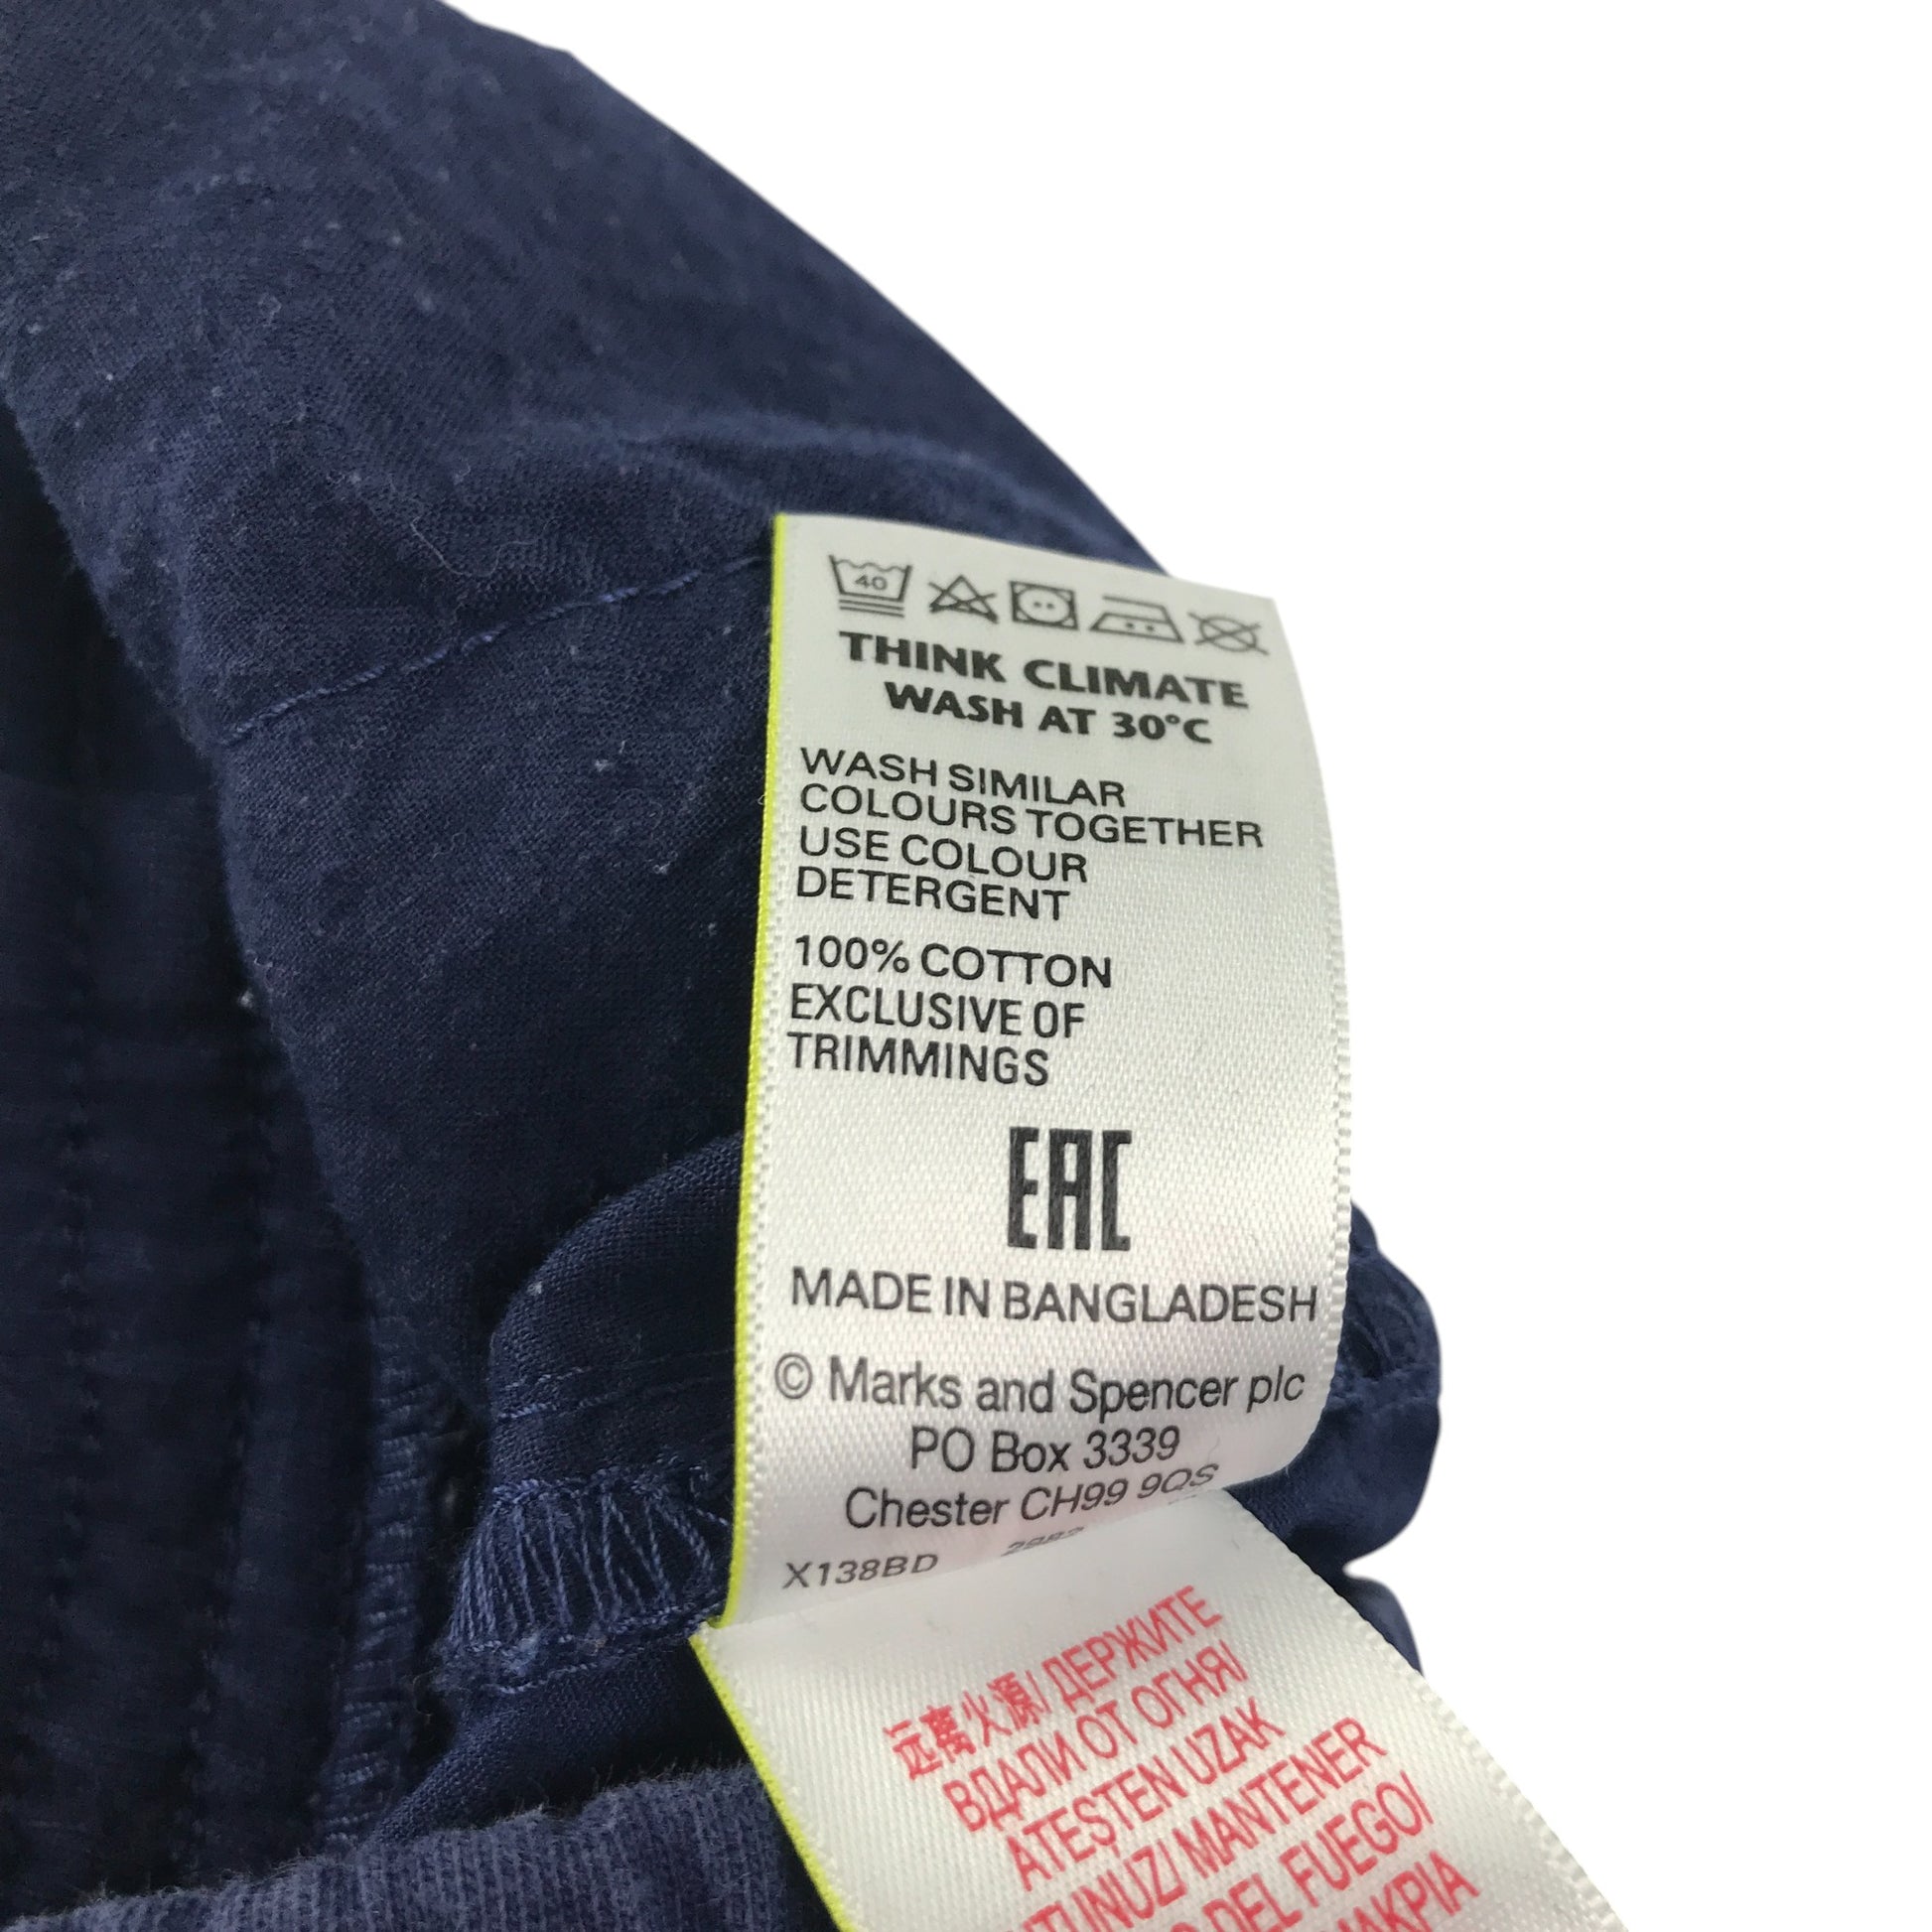 40
THINK CLIMATE
WASH AT 30°C
WASH SIMILAR
COLOURS TOGETHER
USE COLOUR
DETERGENT
100% COTTON
EXCLUSIVE OF
TRIMMINGS
EAC
MADE IN BANGLADESH
© Marks and Spencer plc
PO Box 3339
Chester CH99 9QS
X138BD
远离火源/ ДЕРЖИТЕ
ВДАЛИ ОТ ОГНЯ/
ATEŞTEN UZAK
TUNUZ/ MANTENER
DEL FUEGO/